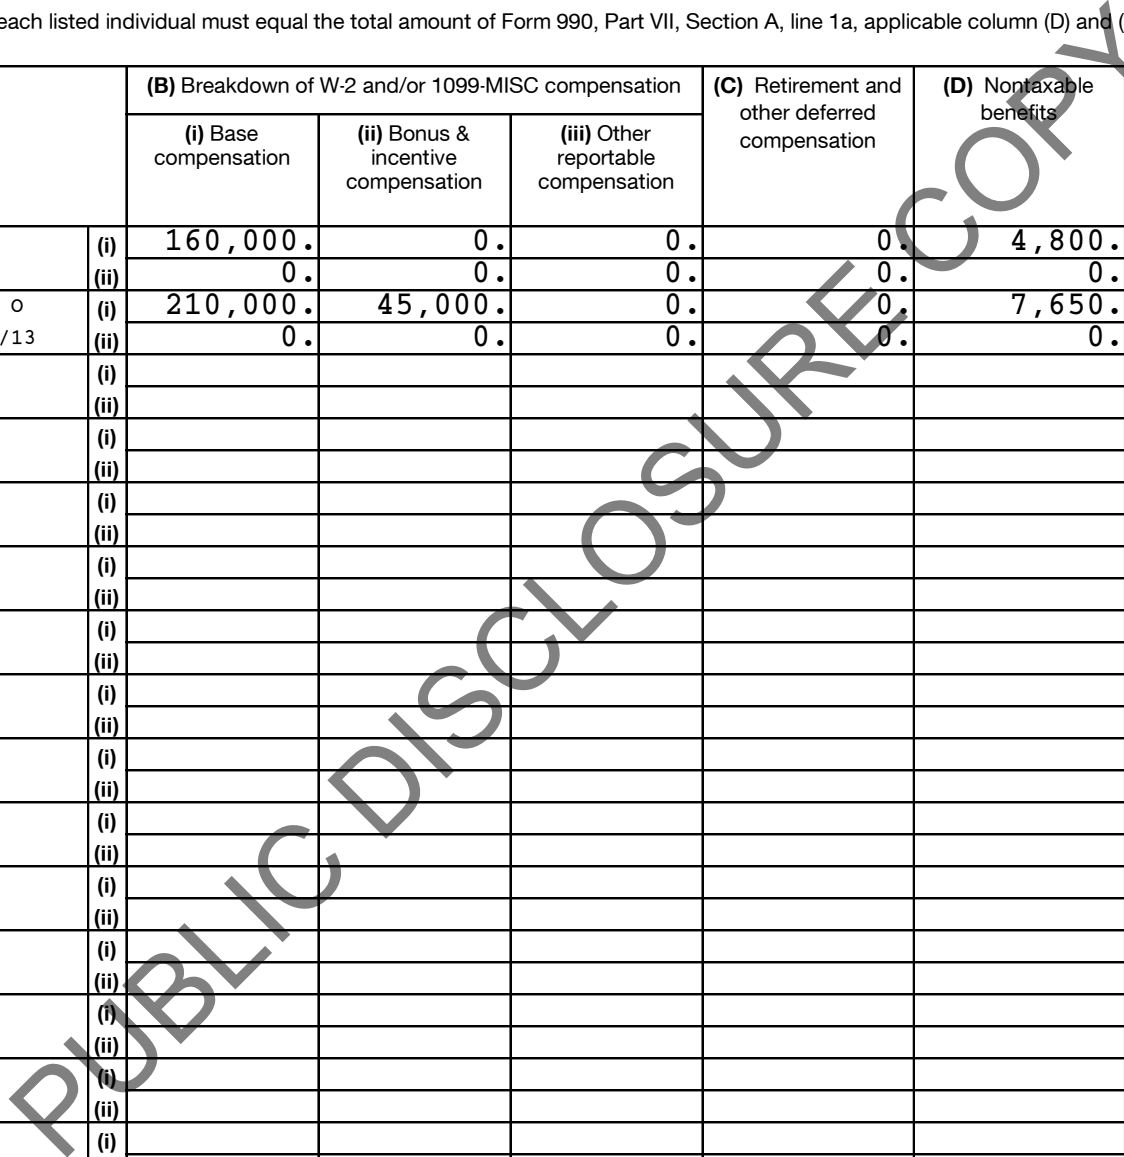 each listed individual must equal the total amount of Form 990, Part VII, Section A, line 1a, applicable column (D) and (
(B) Breakdown of W-2 and/or 1099-MISC compensation
(C) Retirement and
other deferred
compensation
(D) Nontaxable
benefits
(i) Base
compensation
(ii) Bonus &
incentive
compensation
(iii) Other
reportable
compensation
(i) 160,000. 0. 0. 0. 4,800.
(ii) 0. 0. 0. 0. 0.
o (i) 210,000. 45,000. 0. 0. 7,650.
/13 (ii) 0. 0. 0. 0. 0.
(i)
(ii)
(i)
(ii)
(i)
(ii)
(i)
(ii)
(i)
(ii)
(i)
(ii)
(i)
(ii)
(i)
(ii)
(i)
(ii)
(i)
(ii)
(i)
(ii)
(i)
(ii)
(i)
PUBLIC DISCLOSURE COPY